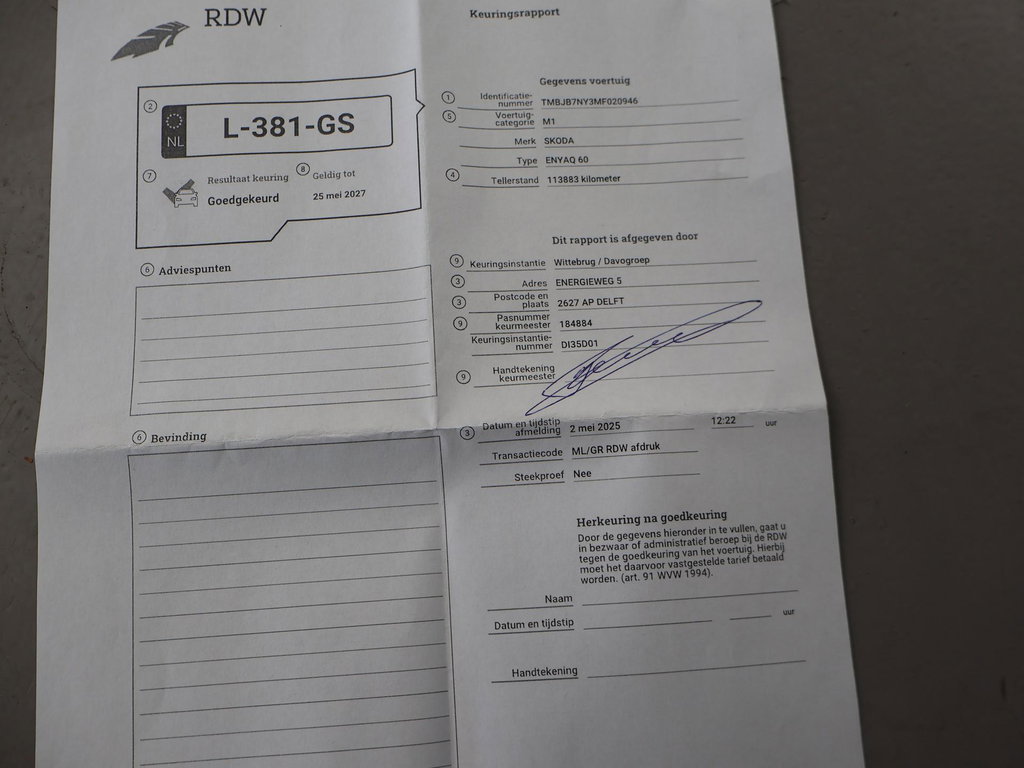 RDW
Keuringsrapport
2
NL
L-381-GS
7
Resultaat keuring
Goedgekeurd
8
Geldig tot
25 mei 2027
6 Adviespunten
6 Bevinding
Gegevens voertuig
1 Identificatie-
nummer TMBJB7NY3MF020946
5 Voertuig-
categorie M1
Merk SKODA
Type ENYAQ 60
4 Tellerstand 113883 kilometer
Dit rapport is afgegeven door
9 Keuringsinstantie Wittebrug / Davogroep
3 Adres ENERGIEWEG 5
3 Postcode en
plaats 2627 AP DELFT
9 Pasnummer
keurmeester 184884
Keuringsinstantie-
nummer DI35D01
9 Handtekening
keurmeester
3 Datum en tijdstip
afmelding 2 mei 2025 12:22 uur
Transactiecode ML/GR RDW afdruk
Steekproef Nee
Herkeuring na goedkeuring
Door de gegevens hieronder in te vullen, gaat u
in bezwaar of administratief beroep bij de RDW
tegen de goedkeuring van het voertuig. Hierbij
moet het daarvoor vastgestelde tarief betaald
worden. (art. 91 WVW 1994).
Naam
Datum en tijdstip uur
Handtekening